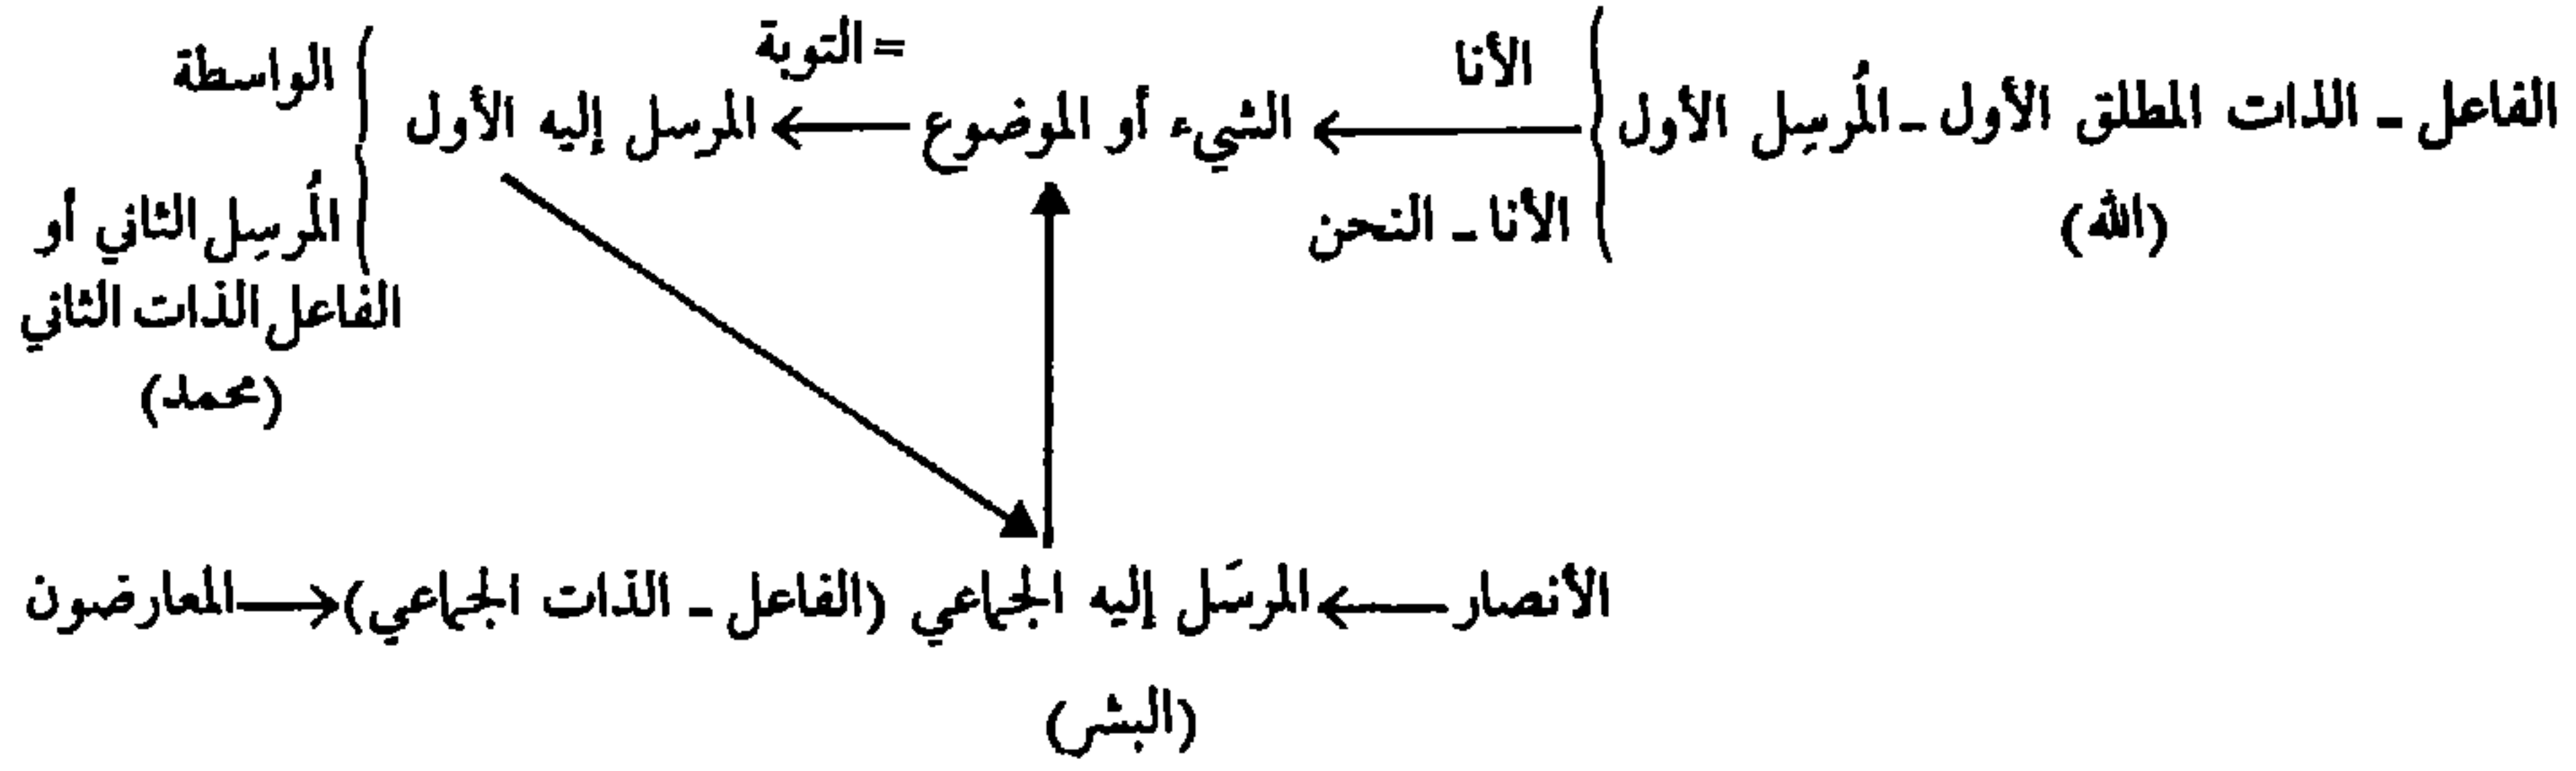 الفاعل - الذات المطلق الأول - المُرسِل الأول
(الله)
الأنا
الأنا - النحن
الشيء أو الموضوع
= التوبة
المرسل إليه الأول
الواسطة
المُرسِل الثاني أو
الفاعل الذات الثاني
(محمد)
الأنصار ← المرسَل إليه الجماعي (الفاعل - الذات الجماعي) → المعارضون
(البشر)